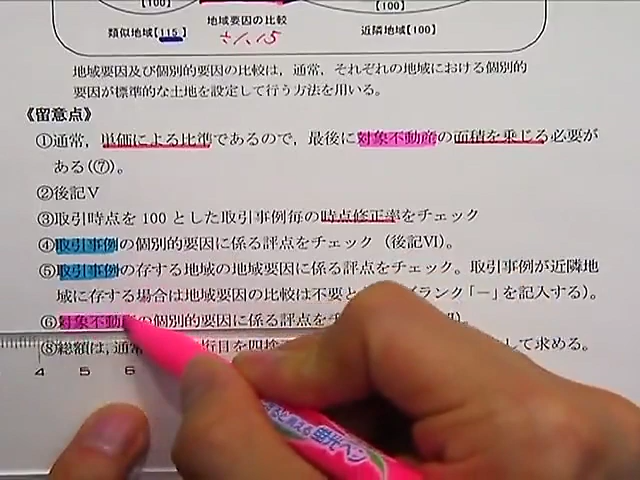 【100】
【100】
地域要因の比較
類似地域【115】
近隣地域【100】
地域要因及び個別的要因の比較は，通常，それぞれの地域における個別的
要因が標準的な土地を設定して行う方法を用いる。
《留意点》
①通常，単価による比準であるので，最後に対象不動産の面積を乗じる必要が
ある(⑦)。
②後記Ⅴ
③取引時点を100とした取引事例毎の時点修正率をチェック
④取引事例の個別的要因に係る評点をチェック（後記Ⅵ）。
⑤取引事例の存する地域の地域要因に係る評点をチェック。取引事例が近隣地
域に存する場合は地域要因の比較は不要と ランク「－」を記入する)。
⑥対象不動産の個別的要因に係る評点を
⑧総額は，通常 桁目を四捨 して求める。
4 5 6